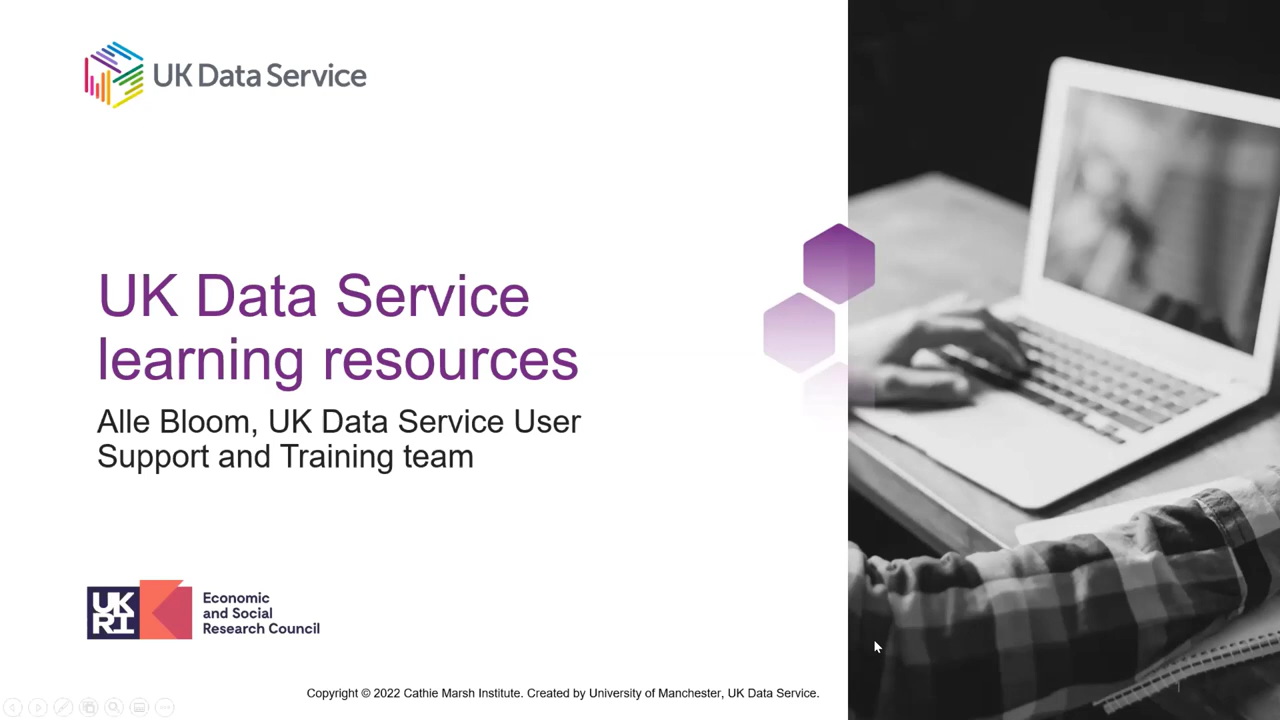 UK Data Service
UK Data Service
learning resources
Alle Bloom, UK Data Service User
Support and Training team
UK
RI
Economic
and Social
Research Council
Copyright © 2022 Cathie Marsh Institute. Created by University of Manchester, UK Data Service.